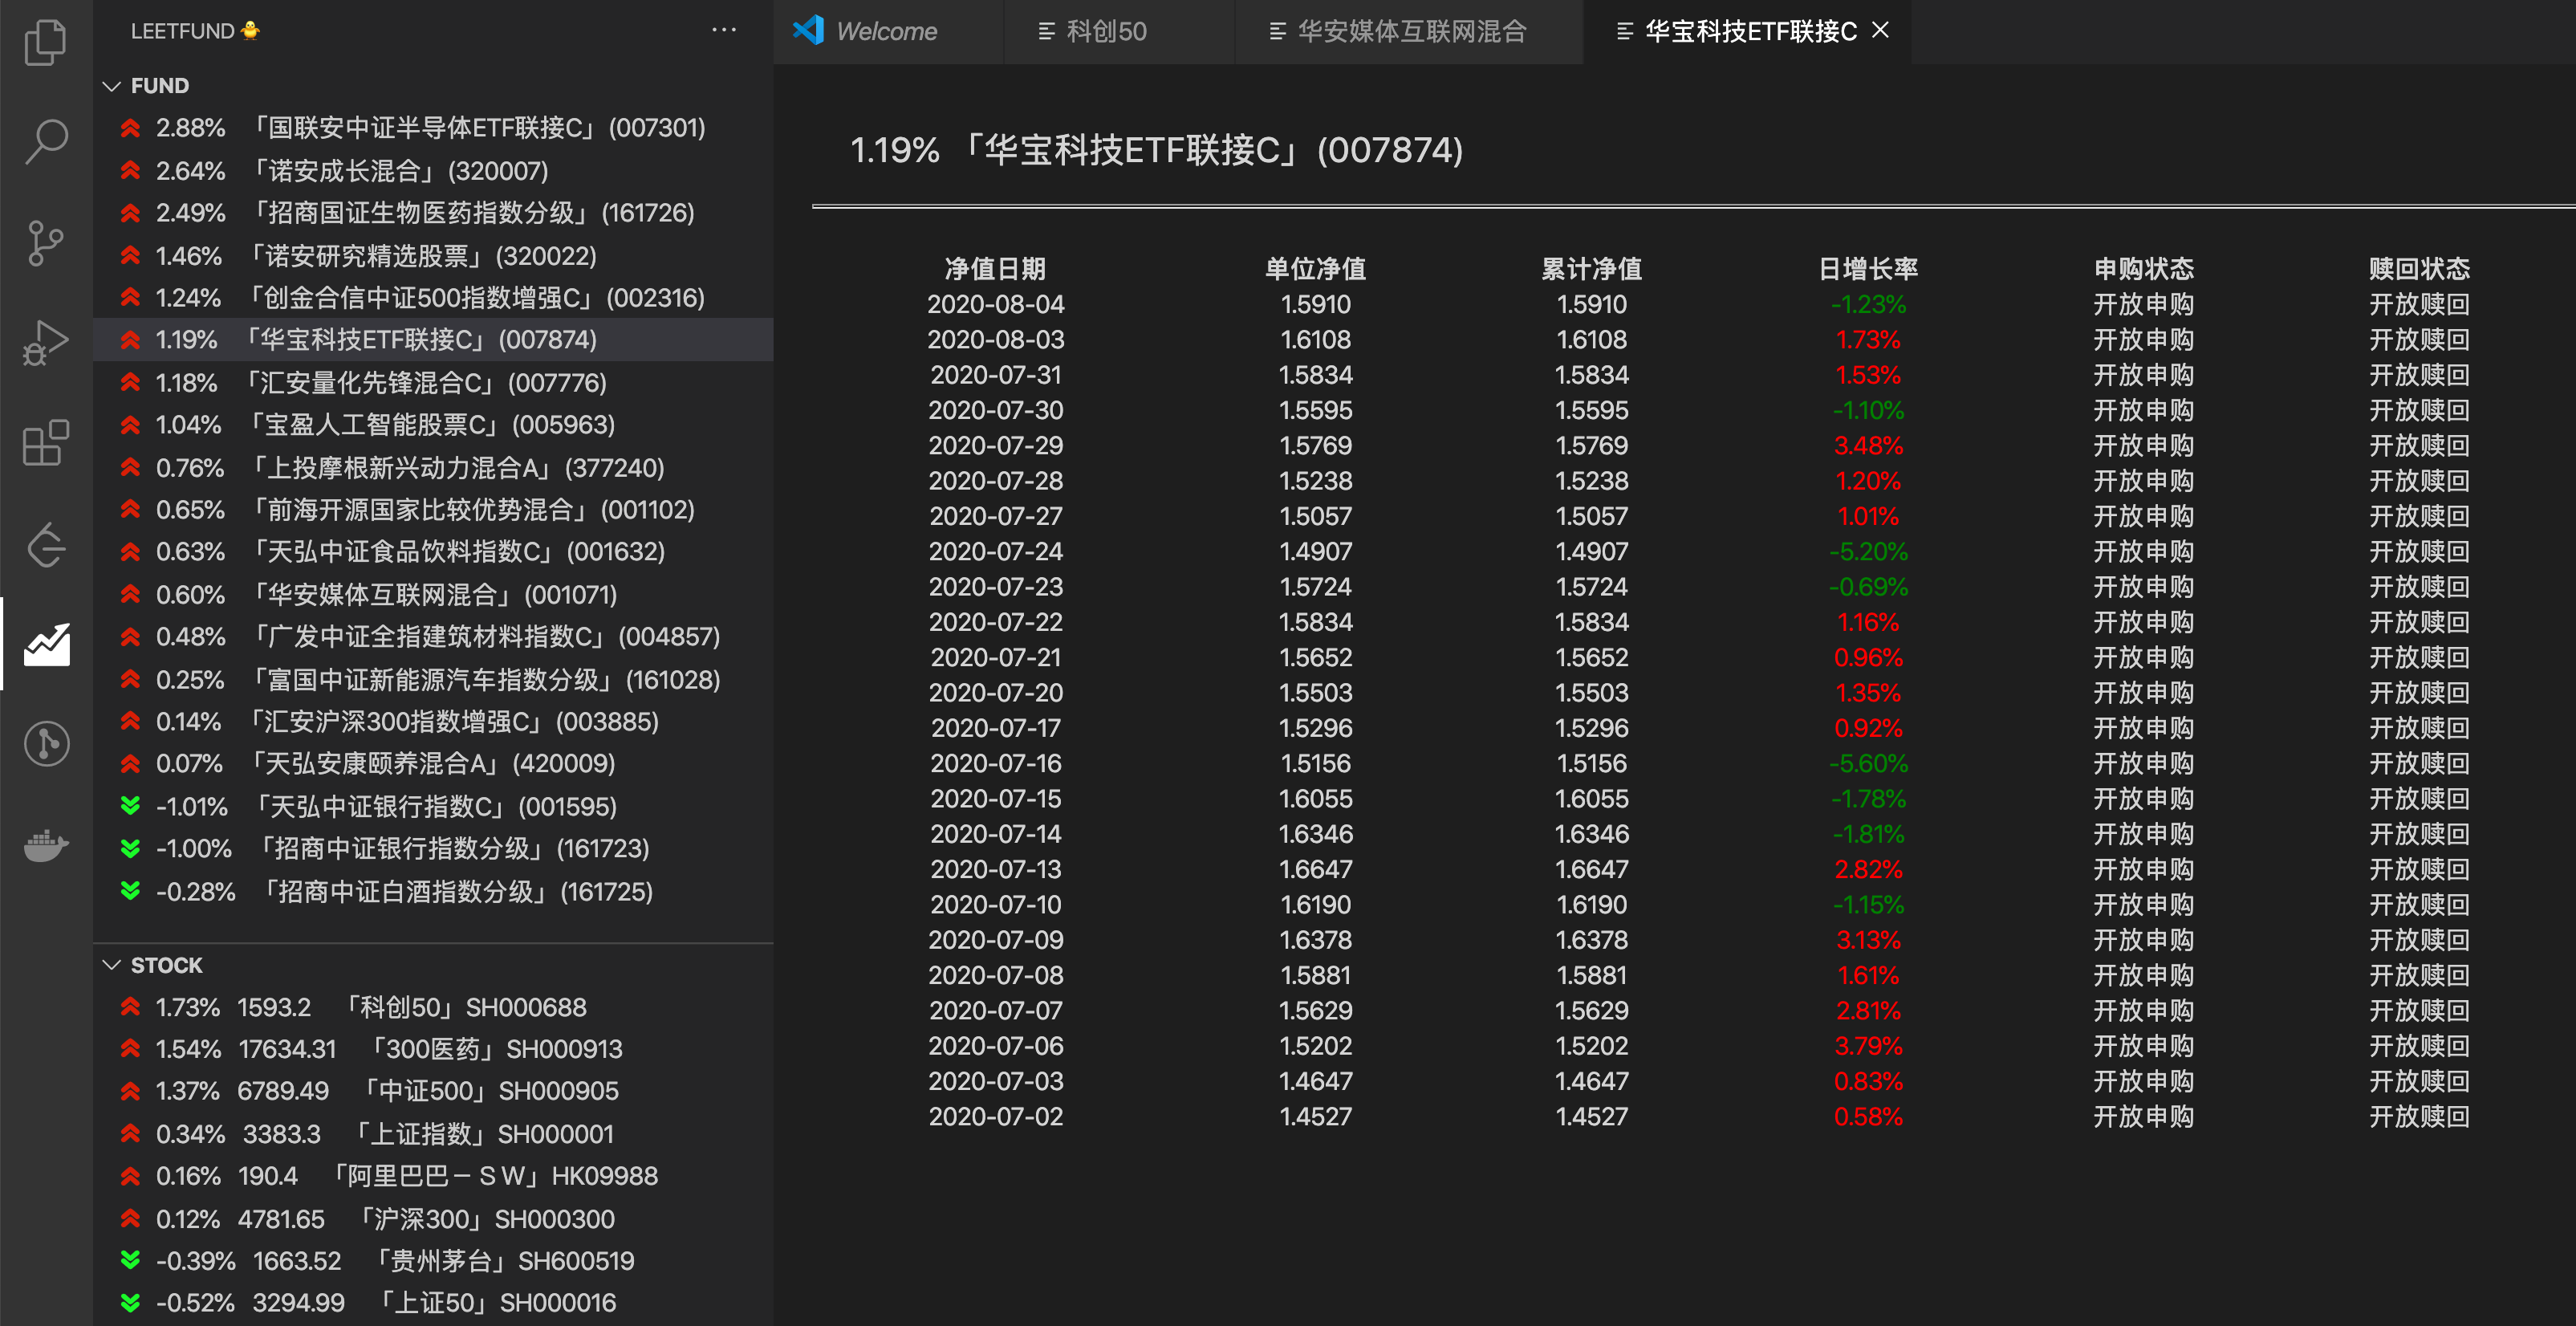 LEETFUND
FUND
2.88% 「国联安中证半导体ETF联接C」(007301)
2.64% 「诺安成长混合」(320007)
2.49% 「招商国证生物医药指数分级」(161726)
1.46% 「诺安研究精选股票」(320022)
1.24% 「创金合信中证500指数增强C」(002316)
1.19% 「华宝科技ETF联接C」(007874)
1.18% 「汇安量化先锋混合C」(007776)
1.04% 「宝盈人工智能股票C」(005963)
0.76% 「上投摩根新兴动力混合A」(377240)
0.65% 「前海开源国家比较优势混合」(001102)
0.63% 「天弘中证食品饮料指数C」(001632)
0.60% 「华安媒体互联网混合」(001071)
0.48% 「广发中证全指建筑材料指数C」(004857)
0.25% 「富国中证新能源汽车指数分级」(161028)
0.14% 「汇安沪深300指数增强C」(003885)
0.07% 「天弘安康颐养混合A」(420009)
-1.01% 「天弘中证银行指数C」(001595)
-1.00% 「招商中证银行指数分级」(161723)
-0.28% 「招商中证白酒指数分级」(161725)
STOCK
1.73% 1593.2 「科创50」SH000688
1.54% 17634.31 「300医药」SH000913
1.37% 6789.49 「中证500」SH000905
0.34% 3383.3 「上证指数」SH000001
0.16% 190.4 「阿里巴巴－ＳＷ」HK09988
0.12% 4781.65 「沪深300」SH000300
-0.39% 1663.52 「贵州茅台」SH600519
-0.52% 3294.99 「上证50」SH000016
Welcome 科创50 华安媒体互联网混合 华宝科技ETF联接C
1.19% 「华宝科技ETF联接C」(007874)
净值日期 单位净值 累计净值 日增长率 申购状态 赎回状态
2020-08-04 1.5910 1.5910 -1.23% 开放申购 开放赎回
2020-08-03 1.6108 1.6108 1.73% 开放申购 开放赎回
2020-07-31 1.5834 1.5834 1.53% 开放申购 开放赎回
2020-07-30 1.5595 1.5595 -1.10% 开放申购 开放赎回
2020-07-29 1.5769 1.5769 3.48% 开放申购 开放赎回
2020-07-28 1.5238 1.5238 1.20% 开放申购 开放赎回
2020-07-27 1.5057 1.5057 1.01% 开放申购 开放赎回
2020-07-24 1.4907 1.4907 -5.20% 开放申购 开放赎回
2020-07-23 1.5724 1.5724 -0.69% 开放申购 开放赎回
2020-07-22 1.5834 1.5834 1.16% 开放申购 开放赎回
2020-07-21 1.5652 1.5652 0.96% 开放申购 开放赎回
2020-07-20 1.5503 1.5503 1.35% 开放申购 开放赎回
2020-07-17 1.5296 1.5296 0.92% 开放申购 开放赎回
2020-07-16 1.5156 1.5156 -5.60% 开放申购 开放赎回
2020-07-15 1.6055 1.6055 -1.78% 开放申购 开放赎回
2020-07-14 1.6346 1.6346 -1.81% 开放申购 开放赎回
2020-07-13 1.6647 1.6647 2.82% 开放申购 开放赎回
2020-07-10 1.6190 1.6190 -1.15% 开放申购 开放赎回
2020-07-09 1.6378 1.6378 3.13% 开放申购 开放赎回
2020-07-08 1.5881 1.5881 1.61% 开放申购 开放赎回
2020-07-07 1.5629 1.5629 2.81% 开放申购 开放赎回
2020-07-06 1.5202 1.5202 3.79% 开放申购 开放赎回
2020-07-03 1.4647 1.4647 0.83% 开放申购 开放赎回
2020-07-02 1.4527 1.4527 0.58% 开放申购 开放赎回